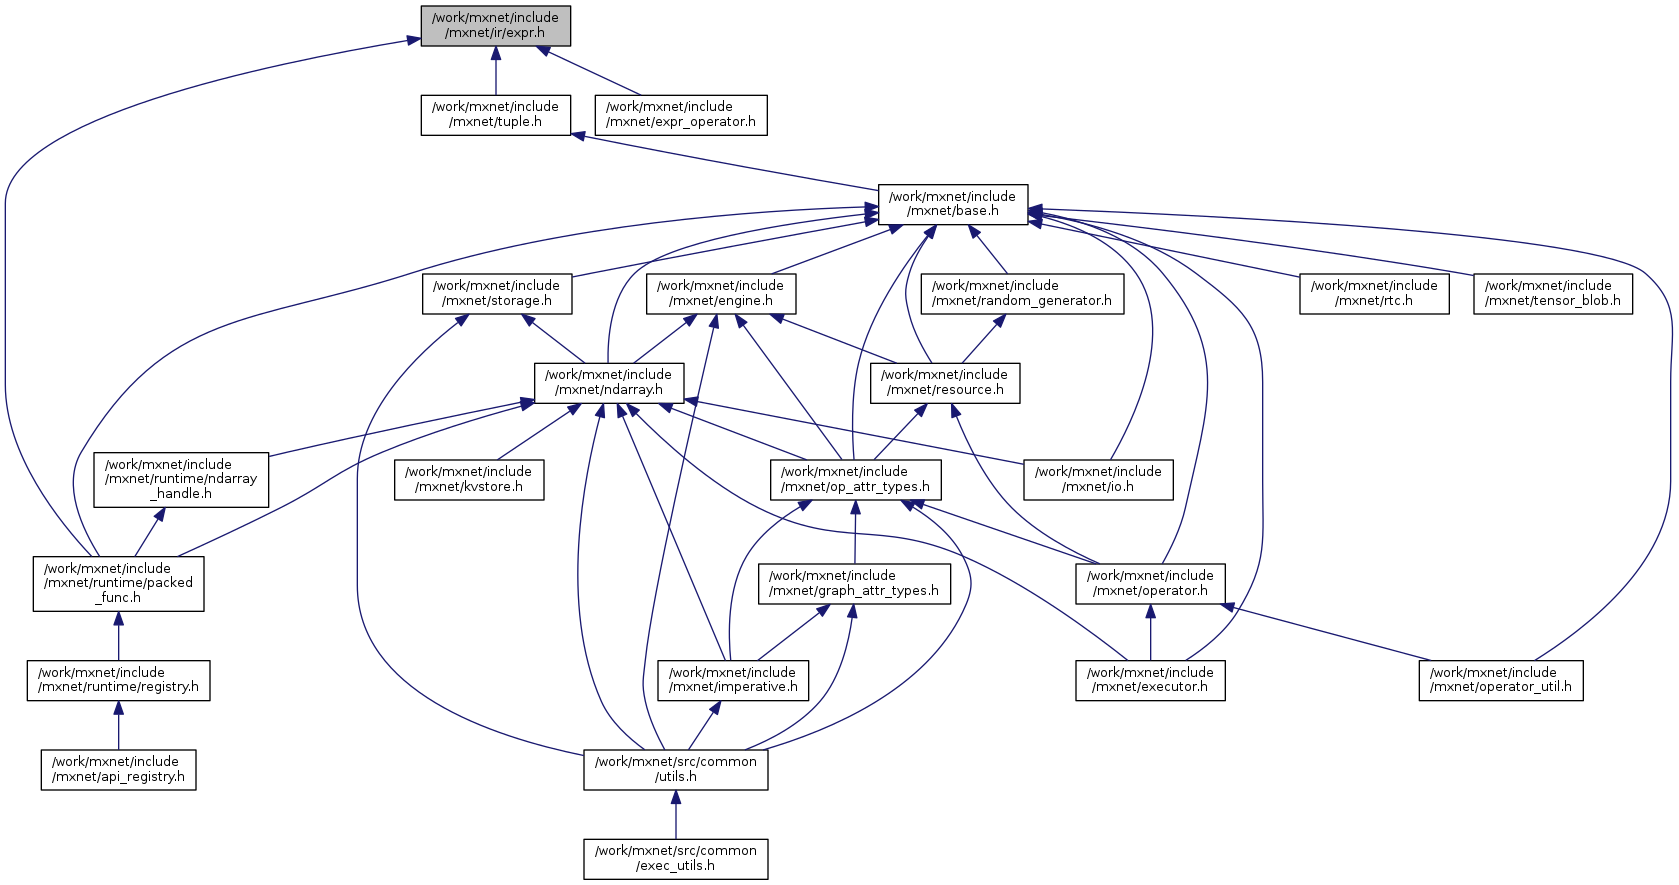 /work/mxnet/include
/mxnet/ir/expr.h
/work/mxnet/include
/mxnet/tuple.h
/work/mxnet/include
/mxnet/expr_operator.h
/work/mxnet/include
/mxnet/base.h
/work/mxnet/include
/mxnet/storage.h
/work/mxnet/include
/mxnet/engine.h
/work/mxnet/include
/mxnet/random_generator.h
/work/mxnet/include
/mxnet/rtc.h
/work/mxnet/include
/mxnet/tensor_blob.h
/work/mxnet/include
/mxnet/ndarray.h
/work/mxnet/include
/mxnet/resource.h
/work/mxnet/include
/mxnet/runtime/ndarray
_handle.h
/work/mxnet/include
/mxnet/kvstore.h
/work/mxnet/include
/mxnet/op_attr_types.h
/work/mxnet/include
/mxnet/io.h
/work/mxnet/include
/mxnet/runtime/packed
_func.h
/work/mxnet/include
/mxnet/graph_attr_types.h
/work/mxnet/include
/mxnet/operator.h
/work/mxnet/include
/mxnet/runtime/registry.h
/work/mxnet/include
/mxnet/imperative.h
/work/mxnet/include
/mxnet/executor.h
/work/mxnet/include
/mxnet/operator_util.h
/work/mxnet/include
/mxnet/api_registry.h
/work/mxnet/src/common
/utils.h
/work/mxnet/src/common
/exec_utils.h